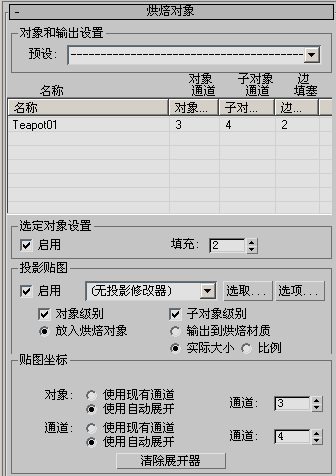 - 烘焙对象
对象和输出设置
预设: --------------------------------
名称 对象通道 子对象通道 边填塞
名称 对象... 子对... 边...
Teapot01 3 4 2
选定对象设置
启用 填充: 2
投影贴图
启用 (无投影修改器) 选取... 选项...
对象级别 子对象级别
放入烘焙对象 输出到烘焙材质
实际大小 比例
贴图坐标
对象: 使用现有通道 通道: 3
使用自动展开
通道: 使用现有通道 通道: 4
使用自动展开
清除展开器